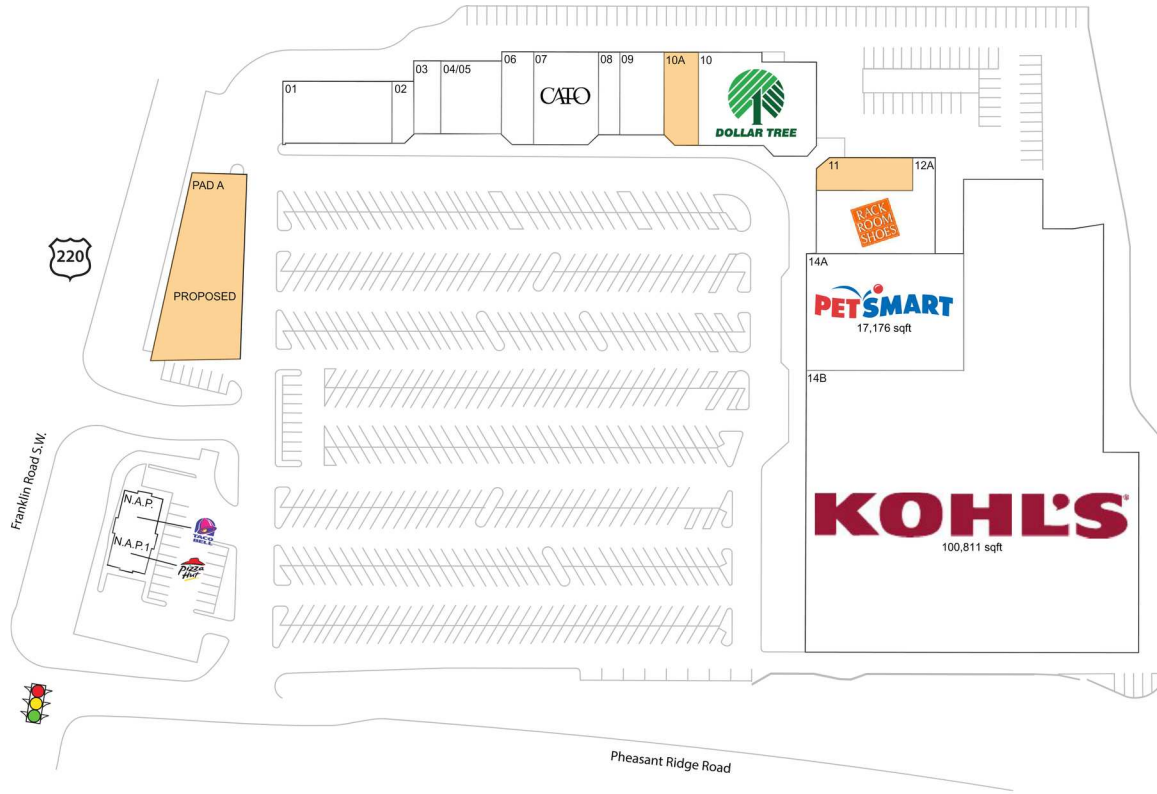 01
02
03
04/05
06
07
CATO
08
09
10A
10
DOLLAR TREE
11
12A
RACK
ROOM
SHOES
PAD A
PROPOSED
220
14A
PETSMART
17,176 sqft
14B
KOHL'S
100,811 sqft
Franklin Road S.W.
N.A.P.
TACO
BELL
N.A.P.1
Pizza
Hut
Pheasant Ridge Road